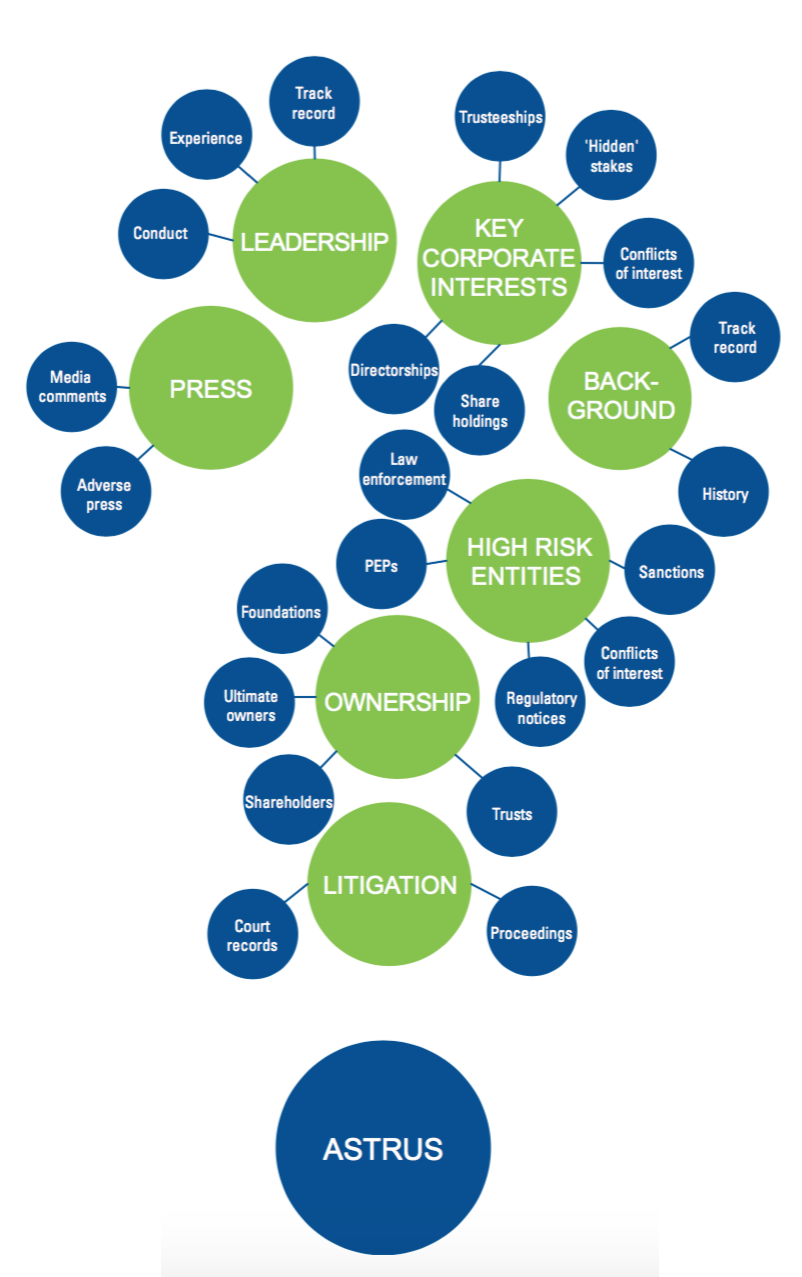 Track
record
Experience
Conduct
LEADERSHIP
Trusteeships
'Hidden'
stakes
KEY
CORPORATE
INTERESTS
Conflicts
of interest
Directorships
Share
holdings
Track
record
BACK-
GROUND
History
Media
comments
PRESS
Adverse
press
Law
enforcement
PEPs
HIGH RISK
ENTITIES
Sanctions
Conflicts
of interest
Regulatory
notices
Foundations
Ultimate
owners
OWNERSHIP
Shareholders
Trusts
LITIGATION
Court
records
Proceedings
ASTRUS